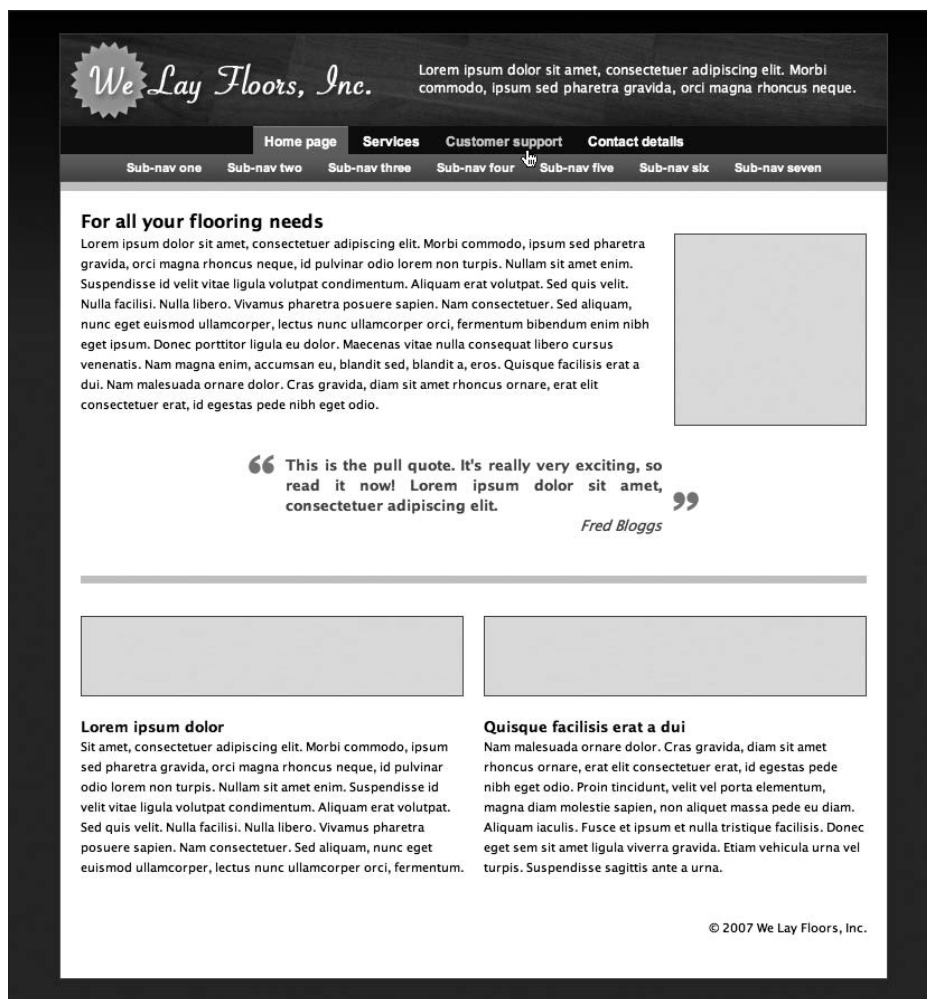 We Lay Floors, Inc.
Lorem ipsum dolor sit amet, consectetuer adipiscing elit. Morbi
commodo, ipsum sed pharetra gravida, orci magna rhoncus neque.
Home page Services Customer support Contact details
Sub-nav one Sub-nav two Sub-nav three Sub-nav four Sub-nav five Sub-nav six Sub-nav seven
For all your flooring needs
Lorem ipsum dolor sit amet, consectetuer adipiscing elit. Morbi commodo, ipsum sed pharetra
gravida, orci magna rhoncus neque, id pulvinar odio lorem non turpis. Nullam sit amet enim.
Suspendisse id velit vitae ligula volutpat condimentum. Aliquam erat volutpat. Sed quis velit.
Nulla facilisi. Nulla libero. Vivamus pharetra posuere sapien. Nam consectetuer. Sed aliquam,
nunc eget euismod ullamcorper, lectus nunc ullamcorper orci, fermentum bibendum enim nibh
eget ipsum. Donec porttitor ligula eu dolor. Maecenas vitae nulla consequat libero cursus
venenatis. Nam magna enim, accumsan eu, blandit sed, blandit a, eros. Quisque facilisis erat a
dui. Nam malesuada ornare dolor. Cras gravida, diam sit amet rhoncus ornare, erat elit
consectetuer erat, id egestas pede nibh eget odio.
“ This is the pull quote. It's really very exciting, so
read it now! Lorem ipsum dolor sit amet,
consectetuer adipiscing elit. ”
Fred Bloggs
Lorem ipsum dolor
Sit amet, consectetuer adipiscing elit. Morbi commodo, ipsum
sed pharetra gravida, orci magna rhoncus neque, id pulvinar
odio lorem non turpis. Nullam sit amet enim. Suspendisse id
velit vitae ligula volutpat condimentum. Aliquam erat volutpat.
Sed quis velit. Nulla facilisi. Nulla libero. Vivamus pharetra
posuere sapien. Nam consectetuer. Sed aliquam, nunc eget
euismod ullamcorper, lectus nunc ullamcorper orci, fermentum.
Quisque facilisis erat a dui
Nam malesuada ornare dolor. Cras gravida, diam sit amet
rhoncus ornare, erat elit consectetuer erat, id egestas pede
nibh eget odio. Proin tincidunt, velit vel porta elementum,
magna diam molestie sapien, non aliquet massa pede eu diam.
Aliquam iaculis. Fusce et ipsum et nulla tristique facilisis. Donec
eget sem sit amet ligula viverra gravida. Etiam vehicula urna vel
turpis. Suspendisse sagittis ante a urna.
© 2007 We Lay Floors, Inc.